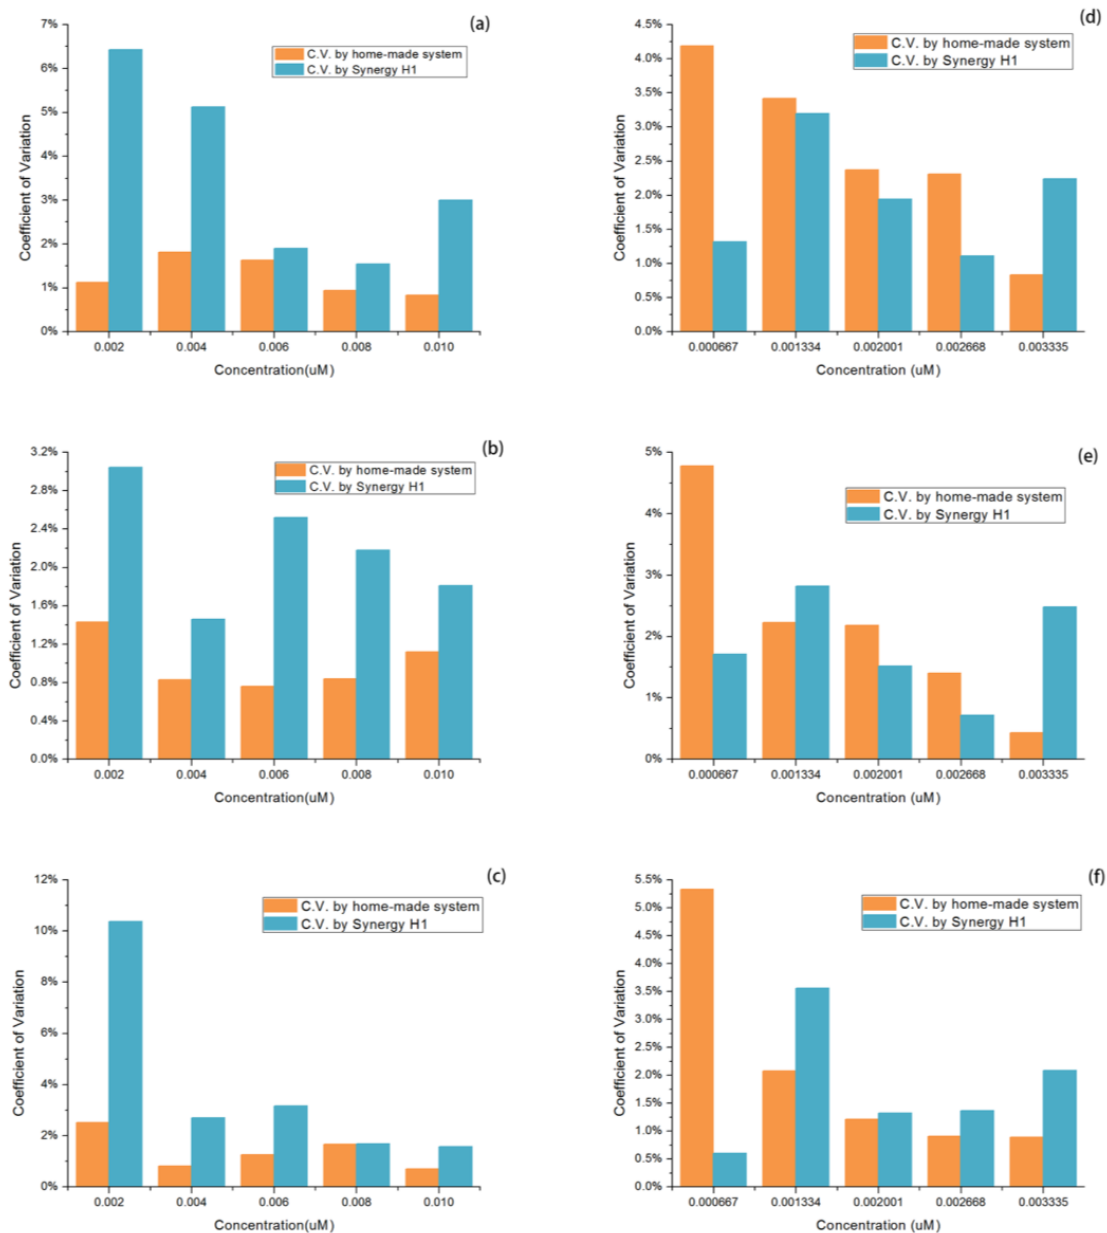 (a)
C.V. by home-made system
C.V. by Synergy H1
Coefficient of Variation
7%
6%
5%
4%
3%
2%
1%
0%
0.002 0.004 0.006 0.008 0.010
Concentration(uM)
(d)
C.V. by home-made system
C.V. by Synergy H1
Coefficient of Variation
4.5%
4.0%
3.5%
3.0%
2.5%
2.0%
1.5%
1.0%
0.5%
0.0%
0.000667 0.001334 0.002001 0.002668 0.003335
Concentration (uM)
(b)
C.V. by home-made system
C.V. by Synergy H1
Coefficient of Variation
3.2%
2.8%
2.4%
2.0%
1.6%
1.2%
0.8%
0.4%
0.0%
0.002 0.004 0.006 0.008 0.010
Concentration(uM)
(e)
C.V. by home-made system
C.V. by Synergy H1
Coefficient of Variation
5%
4%
3%
2%
1%
0%
0.000667 0.001334 0.002001 0.002668 0.003335
Concentration (uM)
(c)
C.V. by home-made system
C.V. by Synergy H1
Coefficient of Variation
12%
10%
8%
6%
4%
2%
0%
0.002 0.004 0.006 0.008 0.010
Concentration(uM)
(f)
C.V. by home-made system
C.V. by Synergy H1
Coefficient of Variation
5.5%
5.0%
4.5%
4.0%
3.5%
3.0%
2.5%
2.0%
1.5%
1.0%
0.5%
0.0%
0.000667 0.001334 0.002001 0.002668 0.003335
Concentration (uM)